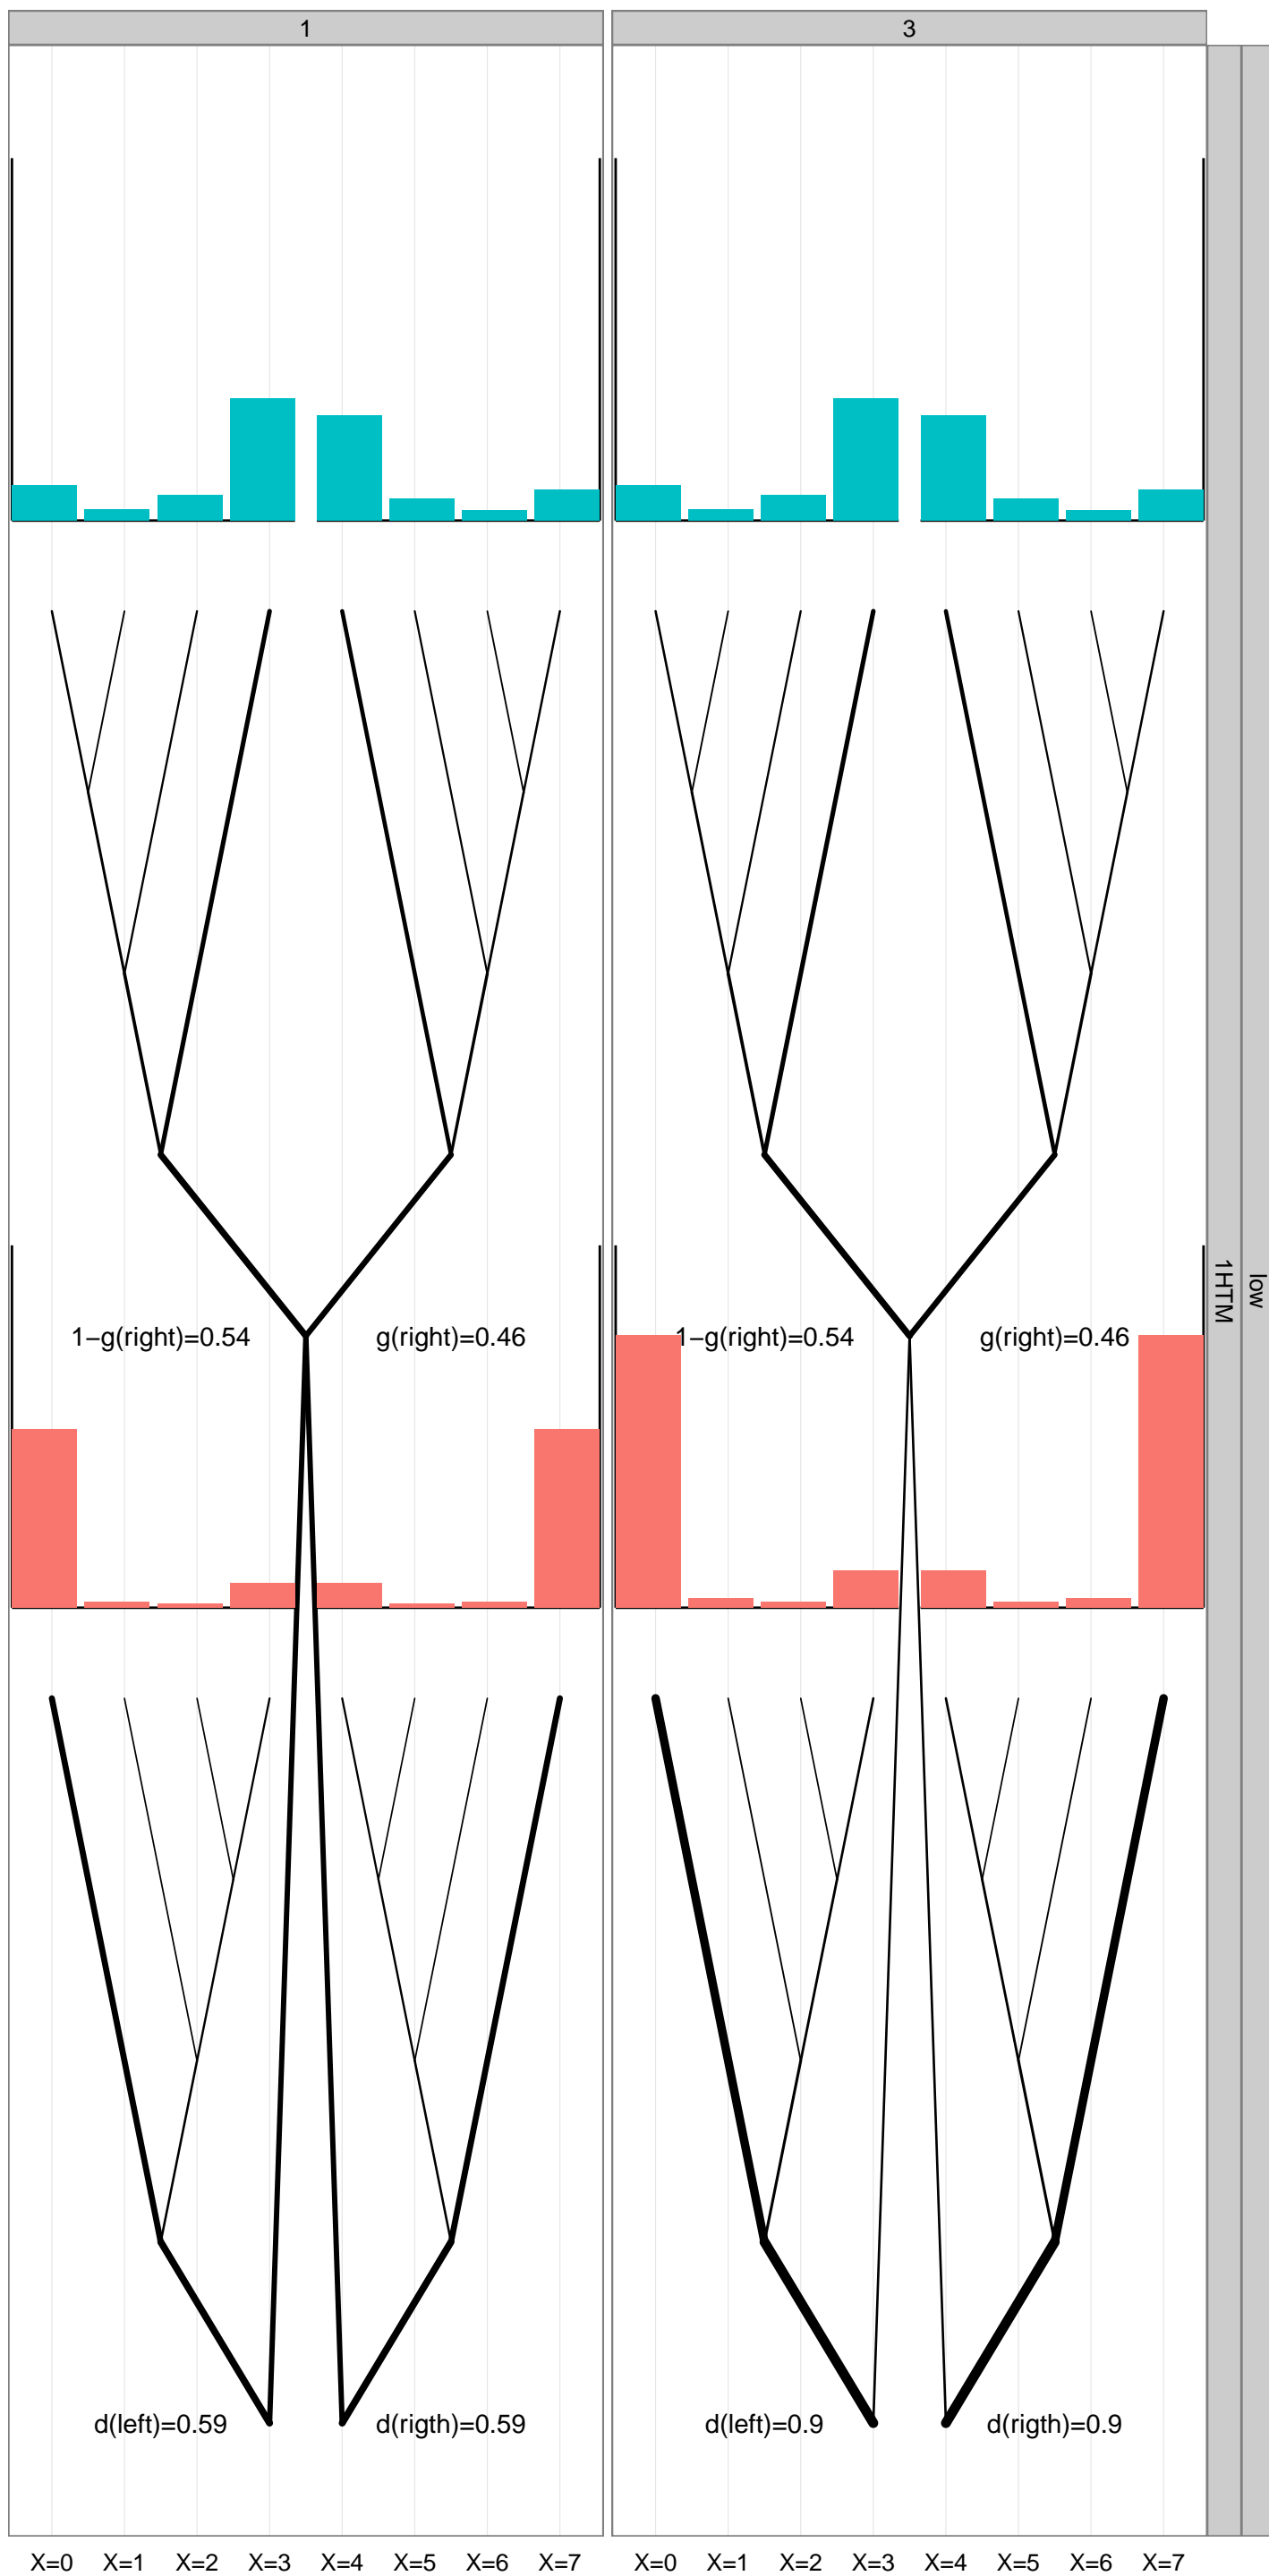 1 3
low
1HTM
1−g(right)=0.54 g(right)=0.46 1−g(right)=0.54 g(right)=0.46
d(left)=0.59 d(rigth)=0.59 d(left)=0.9 d(rigth)=0.9
X=0 X=1 X=2 X=3 X=4 X=5 X=6 X=7 X=0 X=1 X=2 X=3 X=4 X=5 X=6 X=7